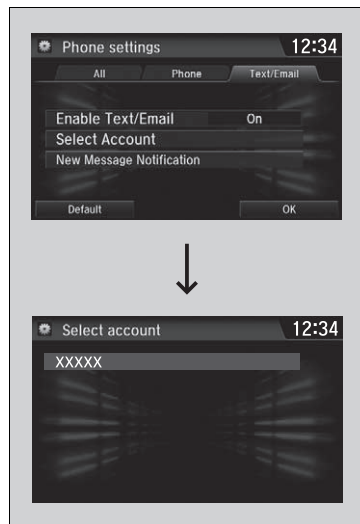 Phone settings 12:34
All Phone Text/Email
Enable Text/Email On
Select Account
New Message Notification
Default OK
Select account 12:34
XXXXX